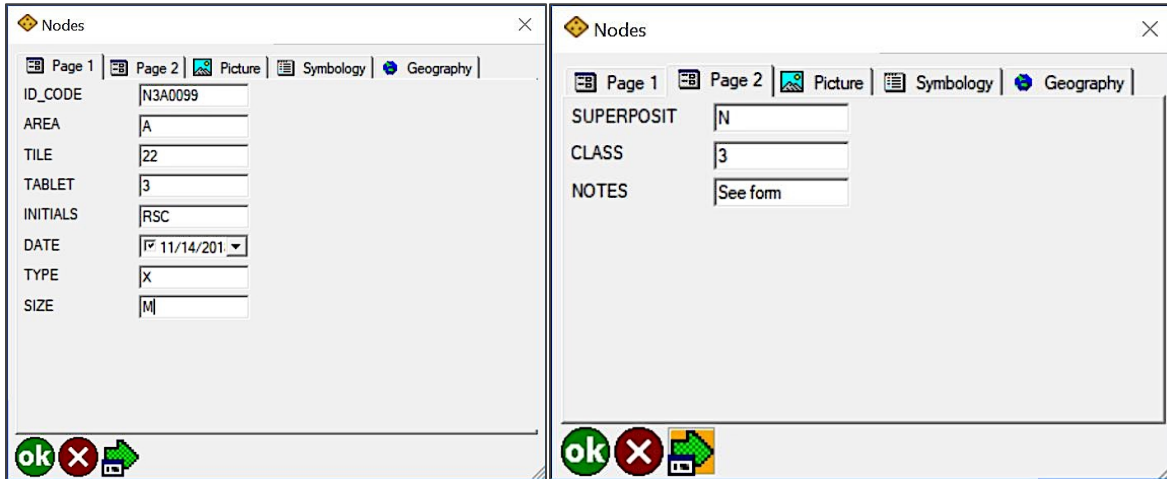 Nodes
Page 1 Page 2 Picture Symbology Geography
ID_CODE N3A0099
AREA A
TILE 22
TABLET 3
INITIALS RSC
DATE 11/14/201
TYPE X
SIZE M
ok
Nodes
Page 1 Page 2 Picture Symbology Geography
SUPERPOSIT N
CLASS 3
NOTES See form
ok